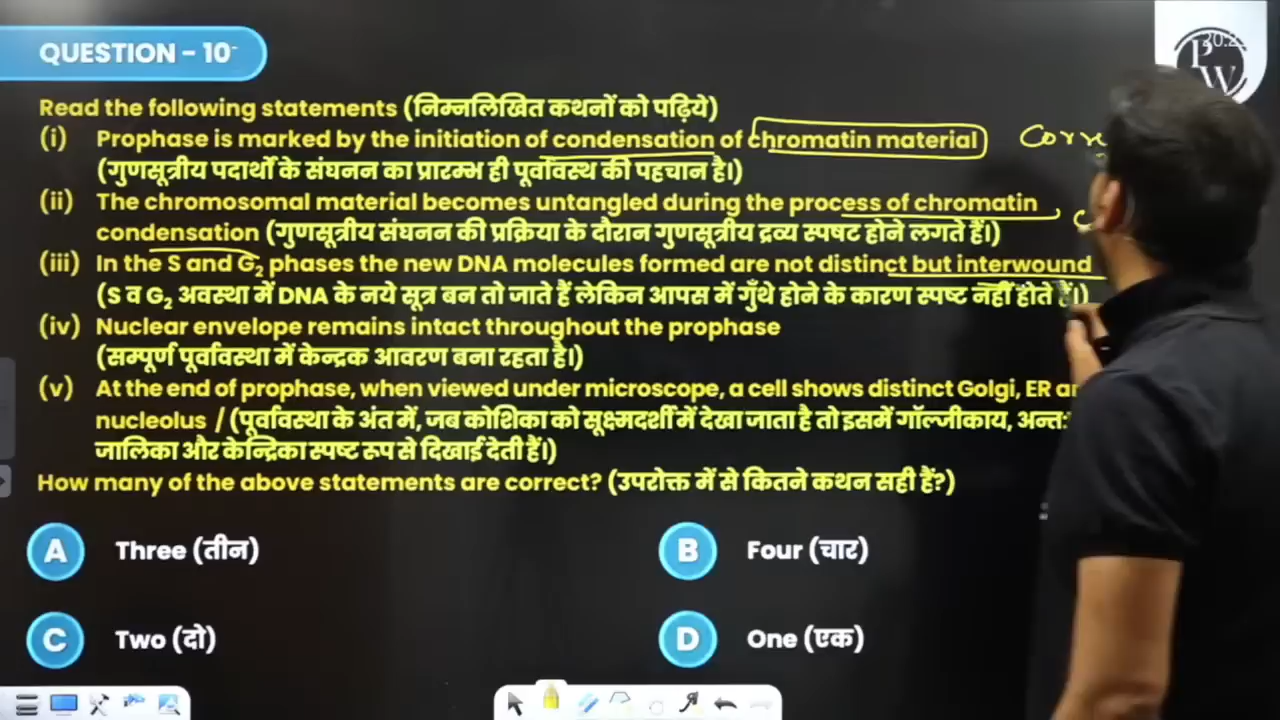 QUESTION - 10
Read the following statements (निम्नलिखित कथनों को पढ़िये)
(i) Prophase is marked by the initiation of condensation of chromatin material
(गुणसूत्रीय पदार्थों के संघनन का प्रारम्भ ही पूर्वावस्थ की पहचान है।)
(ii) The chromosomal material becomes untangled during the process of chromatin
condensation (गुणसूत्रीय संघनन की प्रक्रिया के दौरान गुणसूत्रीय द्रव्य स्पषट होने लगते हैं।)
(iii) In the S and G2 phases the new DNA molecules formed are not distinct but interwound
(S व G2 अवस्था में DNA के नये सूत्र बन तो जाते हैं लेकिन आपस में गुँथे होने के कारण स्पष्ट नहीं होते हैं।)
(iv) Nuclear envelope remains intact throughout the prophase
(सम्पूर्ण पूर्वावस्था में केन्द्रक आवरण बना रहता है।)
(v) At the end of prophase, when viewed under microscope, a cell shows distinct Golgi, ER
nucleolus / (पूर्वावस्था के अंत में, जब कोशिका को सूक्ष्मदर्शी में देखा जाता है तो इसमें गॉल्जीकाय, अन्तः
जालिका और केन्द्रिका स्पष्ट रूप से दिखाई देती हैं।)
How many of the above statements are correct? (उपरोक्त में से कितने कथन सही हैं?)
A Three (तीन)
B Four (चार)
C Two (दो)
D One (एक)
PW